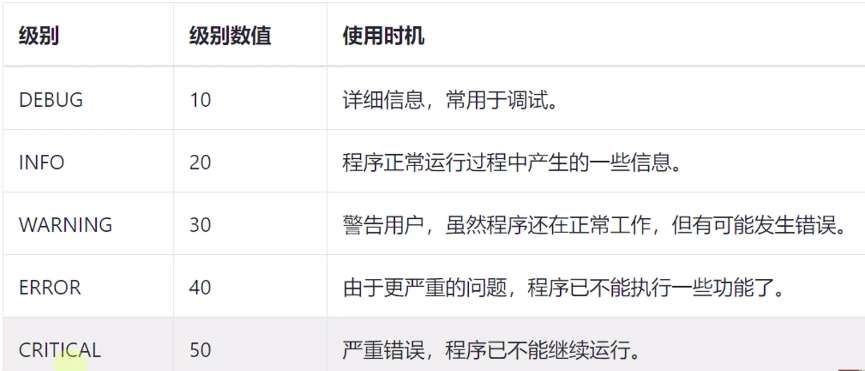 级别 级别数值 使用时机
DEBUG 10 详细信息，常用于调试。
INFO 20 程序正常运行过程中产生的一些信息。
WARNING 30 警告用户，虽然程序还在正常工作，但有可能发生错误。
ERROR 40 由于更严重的问题，程序已不能执行一些功能了。
CRITICAL 50 严重错误，程序已不能继续运行。